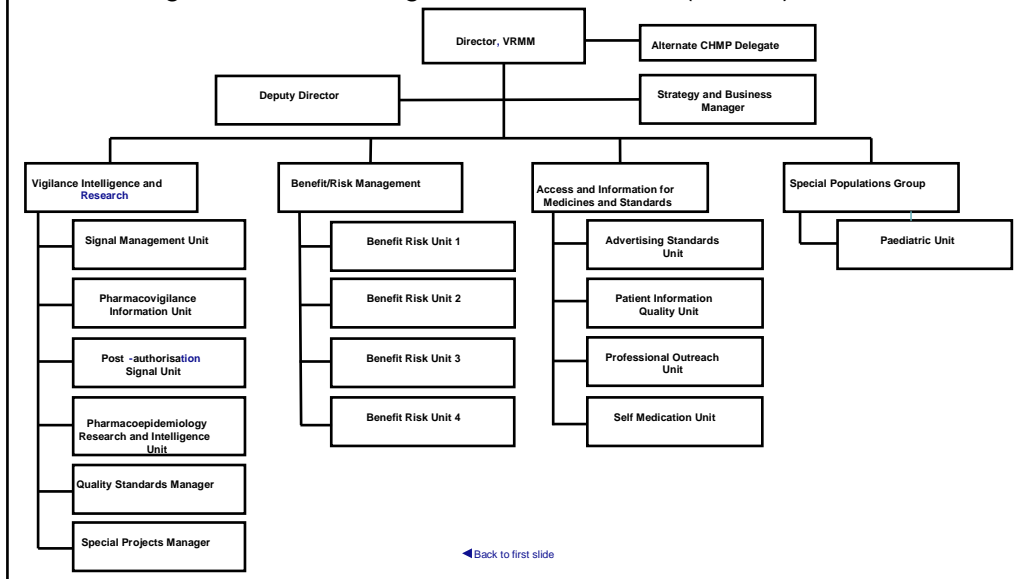 Director, VRMM
Alternate CHMP Delegate
Deputy Director
Strategy and Business
Manager
Vigilance Intelligence and
Research
Benefit/Risk Management
Access and Information for
Medicines and Standards
Special Populations Group
Signal Management Unit
Pharmacovigilance
Information Unit
Post -authorisation
Signal Unit
Pharmacoepidemiology
Research and Intelligence
Unit
Quality Standards Manager
Special Projects Manager
Benefit Risk Unit 1
Benefit Risk Unit 2
Benefit Risk Unit 3
Benefit Risk Unit 4
Advertising Standards
Unit
Patient Information
Quality Unit
Professional Outreach
Unit
Self Medication Unit
Paediatric Unit
Back to first slide